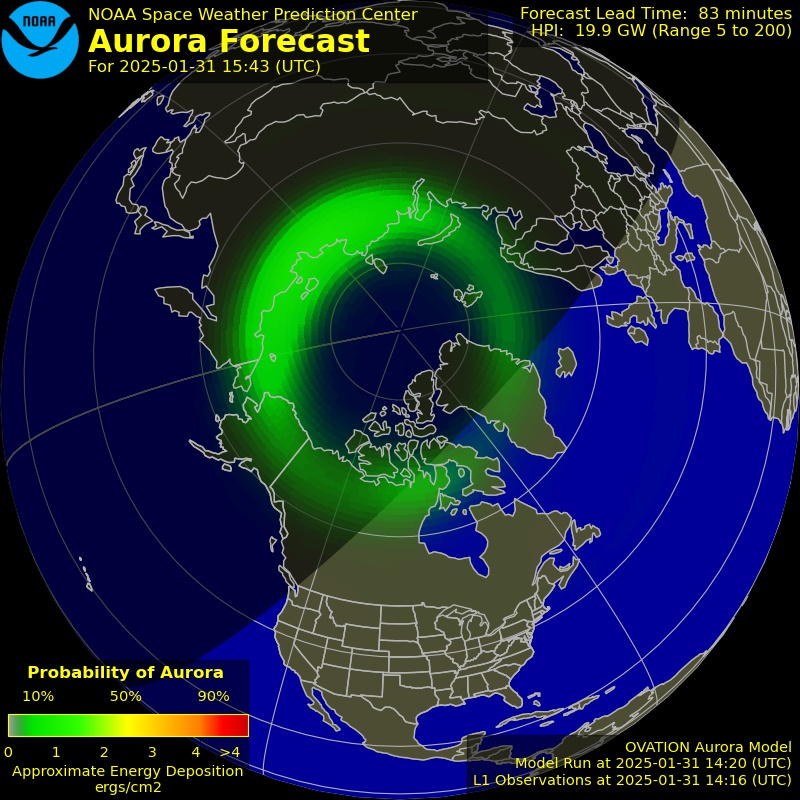 NOAA
NOAA Space Weather Prediction Center
Aurora Forecast
For 2025-01-31 15:43 (UTC)
Forecast Lead Time: 83 minutes
HPI: 19.9 GW (Range 5 to 200)
Probability of Aurora
10% 50% 90%
0 1 2 3 4 >4
Approximate Energy Deposition
ergs/cm2
OVATION Aurora Model
Model Run at 2025-01-31 14:20 (UTC)
L1 Observations at 2025-01-31 14:16 (UTC)